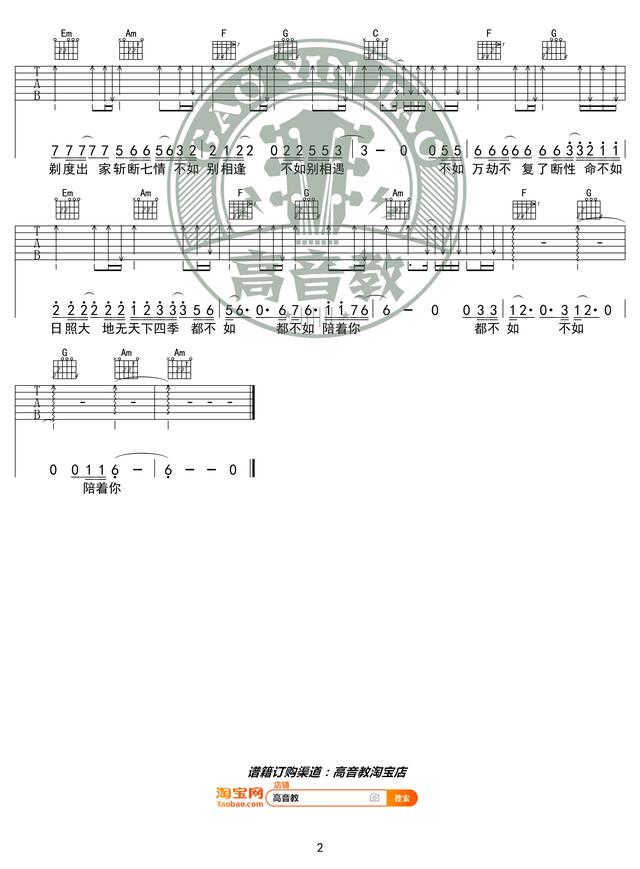 Em Am F G C F G
T A B
7 7 7 7 7 5 6 6 5 6 3 2 2 1 2 2 0 2 2 5 5 3 3 - 0 0 5 5 6 6 6 6 6 6 3 3 2 1 1
剃度出 家斩断七情 不如 别相逢 不如别相遇 不如 万劫不 复了断性 命不如
Em Am F G Am F G
T A B
2 2 2 2 2 2 1 2 3 3 3 5 6 5 6· 0· 6 7 6· 1 1 7 6 6 - 0 0 3 3 1 2· 0· 3 1 2· 0
日照大 地无天下四季 都不 如 都不如 陪着你 都不 如 不如
G Am Am
T A B
0 0 1 1 6 - 6 - - 0
陪着你
GAO YIN JIAO
高音教
谱籍订购渠道：高音教淘宝店
店铺
淘宝网 Taobao.com 高音教 搜索
2